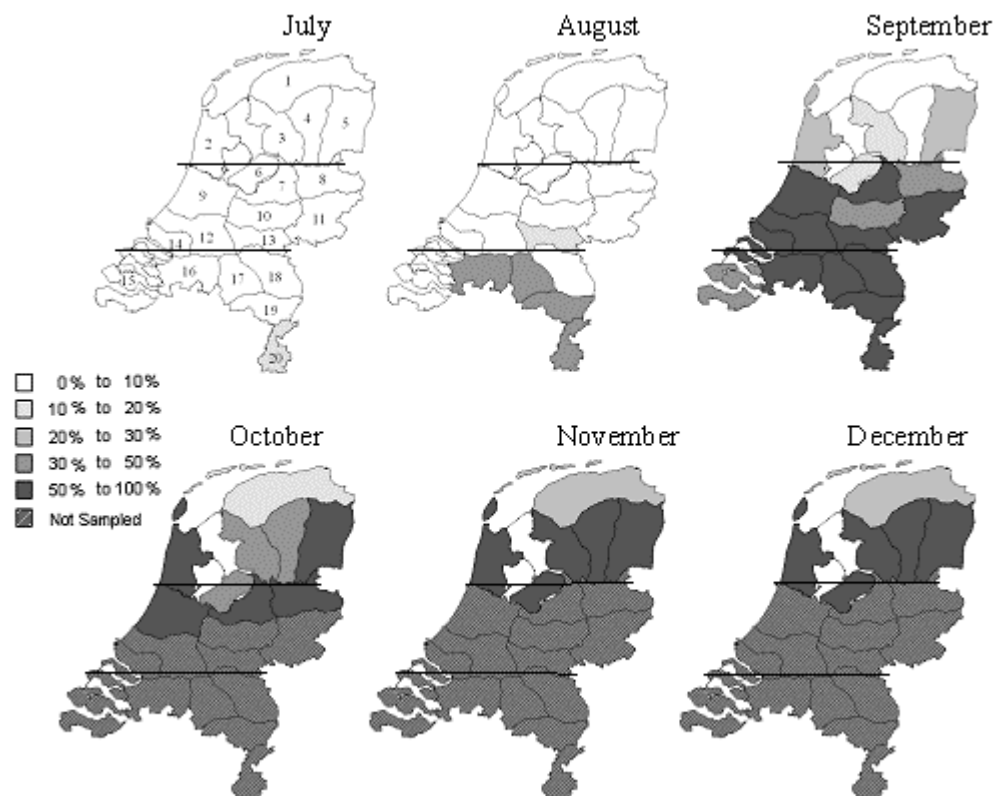 July August September
1
2
3
4
5
6
7
8
9
10
11
12
13
14
15
16
17
18
19
20
0% to 10%
10% to 20%
20% to 30%
30% to 50%
50% to 100%
Not Sampled
October November December